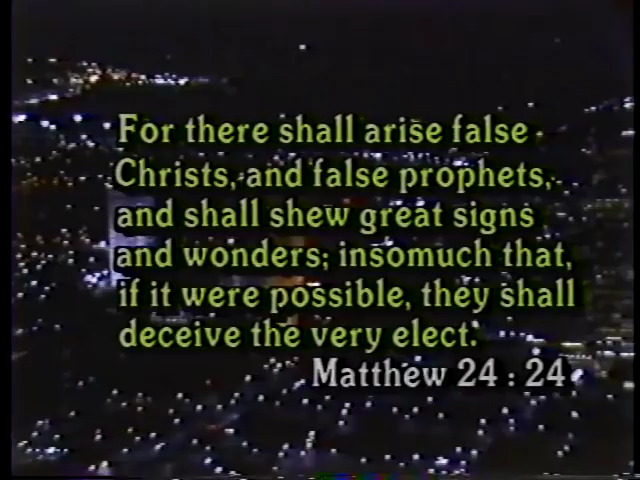 For there shall arise false
Christs, and false prophets,
and shall shew great signs
and wonders; insomuch that,
if it were possible, they shall
deceive the very elect.
Matthew 24 : 24